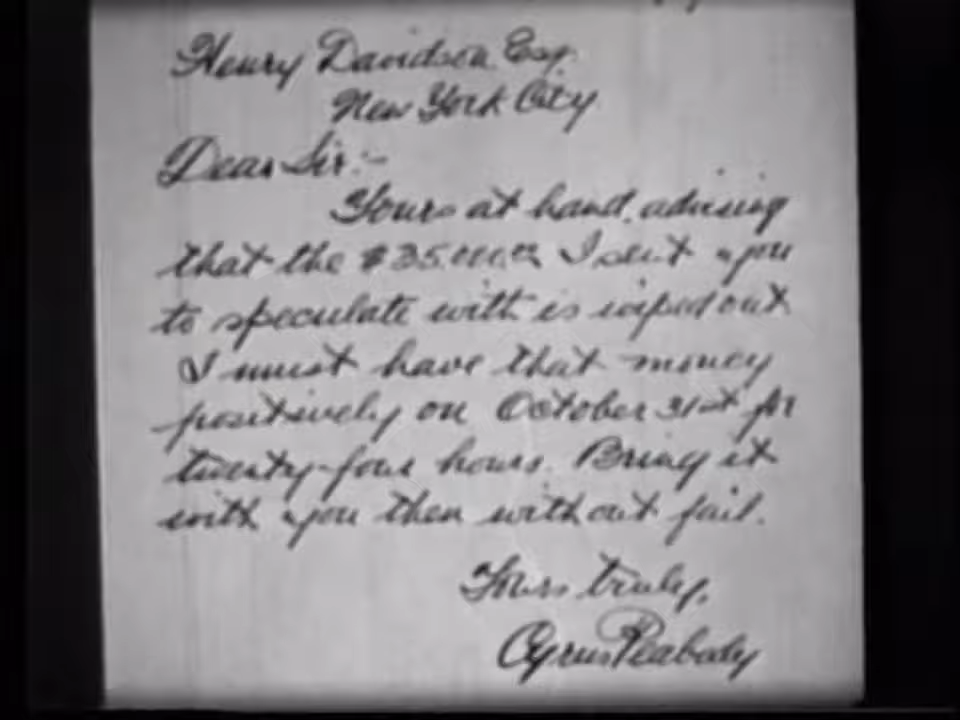 Henry Davidson, Esq.
New York City
Dear Sir:-
Yours at hand, advising
that the $35,000.00 I sent you
to speculate with is wiped out
I must have that money
positively on October 31st for
twenty-four hours. Bring it
with you then without fail.
Yours truly,
Cyrus Peabody